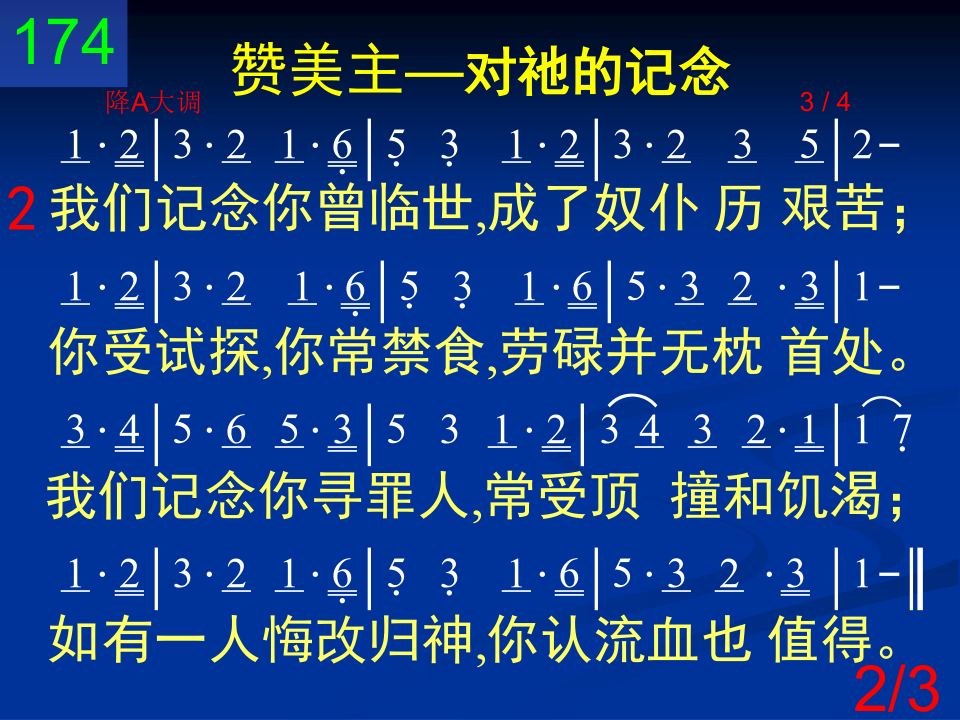 174
赞美主—对祂的记念
降A大调 3 / 4
1 · 2 | 3 · 2 1 · 6̣ | 5̣ 3̣ 1 · 2 | 3 · 2 3 5 | 2 -
2 我们记念你曾临世,成了奴仆 历 艰苦；
1 · 2 | 3 · 2 1 · 6̣ | 5̣ 3̣ 1 · 6 | 5 · 3 2 · 3 | 1 -
你受试探,你常禁食,劳碌并无枕 首处。
3 · 4 | 5 · 6 5 · 3 | 5 3 1 · 2 | 3 4 3 2 · 1 | 1 7̣
我们记念你寻罪人,常受顶 撞和饥渴；
1 · 2 | 3 · 2 1 · 6̣ | 5̣ 3̣ 1 · 6 | 5 · 3 2 · 3 | 1 - ‖
如有一人悔改归神,你认流血也 值得。
2/3